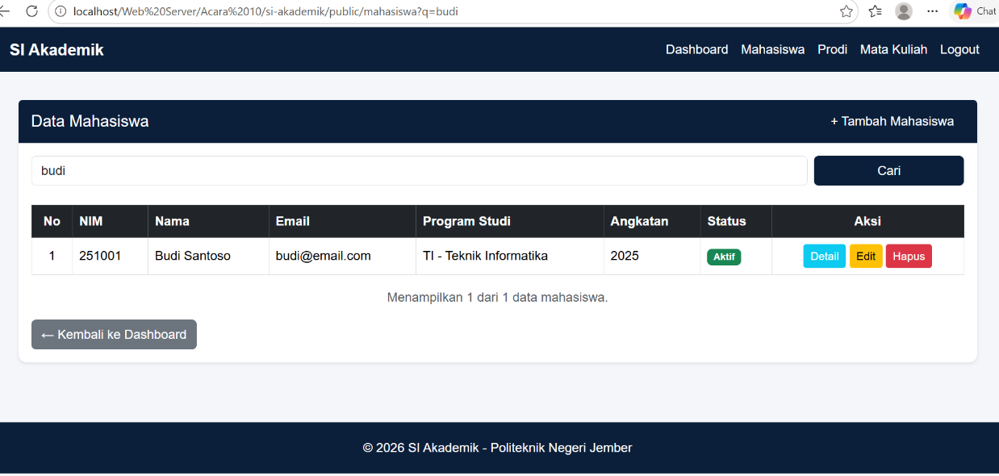 localhost/Web%20Server/Acara%2010/si-akademik/public/mahasiswa?q=budi Chat
SI Akademik Dashboard Mahasiswa Prodi Mata Kuliah Logout
Data Mahasiswa + Tambah Mahasiswa
budi Cari
No NIM Nama Email Program Studi Angkatan Status Aksi
1 251001 Budi Santoso budi@email.com TI - Teknik Informatika 2025 Aktif Detail Edit Hapus
Menampilkan 1 dari 1 data mahasiswa.
← Kembali ke Dashboard
© 2026 SI Akademik - Politeknik Negeri Jember